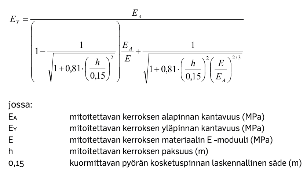 E_Y = E_A / ( ( 1 − 1 / √(1 + 0,81 · (h / 0,15)²) ) E_A / E + 1 / √(1 + 0,81 · (h / 0,15)² (E / E_A)^(2/3)) )
jossa:
E_A mitoitettavan kerroksen alapinnan kantavuus (MPa)
E_Y mitoitettavan kerroksen yläpinnan kantavuus (MPa)
E mitoitettavan kerroksen materiaalin E -moduuli (MPa)
h mitoitettavan kerroksen paksuus (m)
0,15 kuormittavan pyörän kosketuspinnan laskennallinen säde (m)